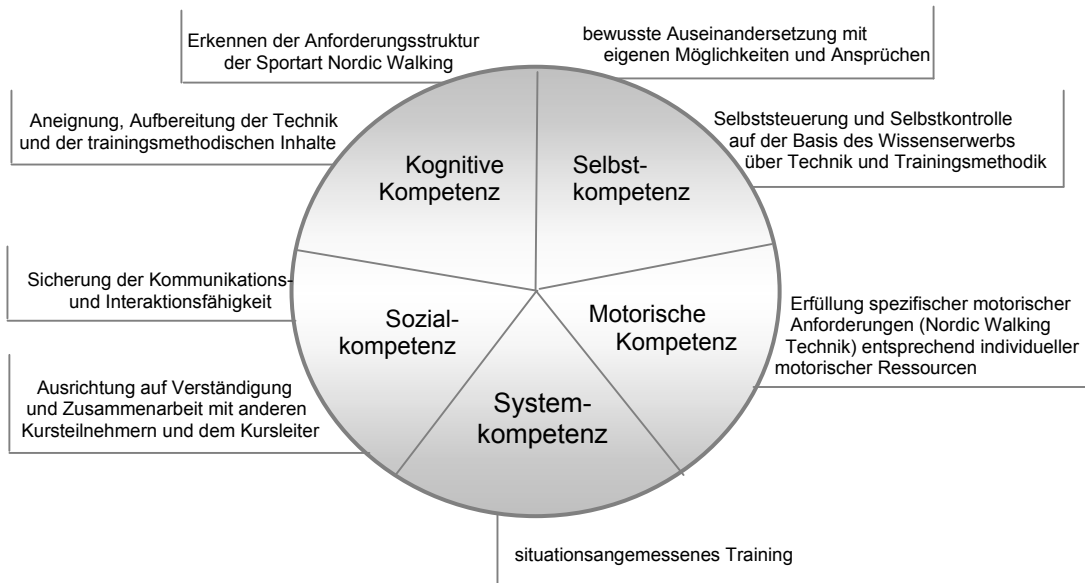 Erkennen der Anforderungsstruktur
der Sportart Nordic Walking
bewusste Auseinandersetzung mit
eigenen Möglichkeiten und Ansprüchen
Aneignung, Aufbereitung der Technik
und der trainingsmethodischen Inhalte
Selbststeuerung und Selbstkontrolle
auf der Basis des Wissenserwerbs
über Technik und Trainingsmethodik
Kognitive
Kompetenz
Selbst-
kompetenz
Sicherung der Kommunikations-
und Interaktionsfähigkeit
Sozial-
kompetenz
Motorische
Kompetenz
Erfüllung spezifischer motorischer
Anforderungen (Nordic Walking
Technik) entsprechend individueller
motorischer Ressourcen
Ausrichtung auf Verständigung
und Zusammenarbeit mit anderen
Kursteilnehmern und dem Kursleiter
System-
kompetenz
situationsangemessenes Training